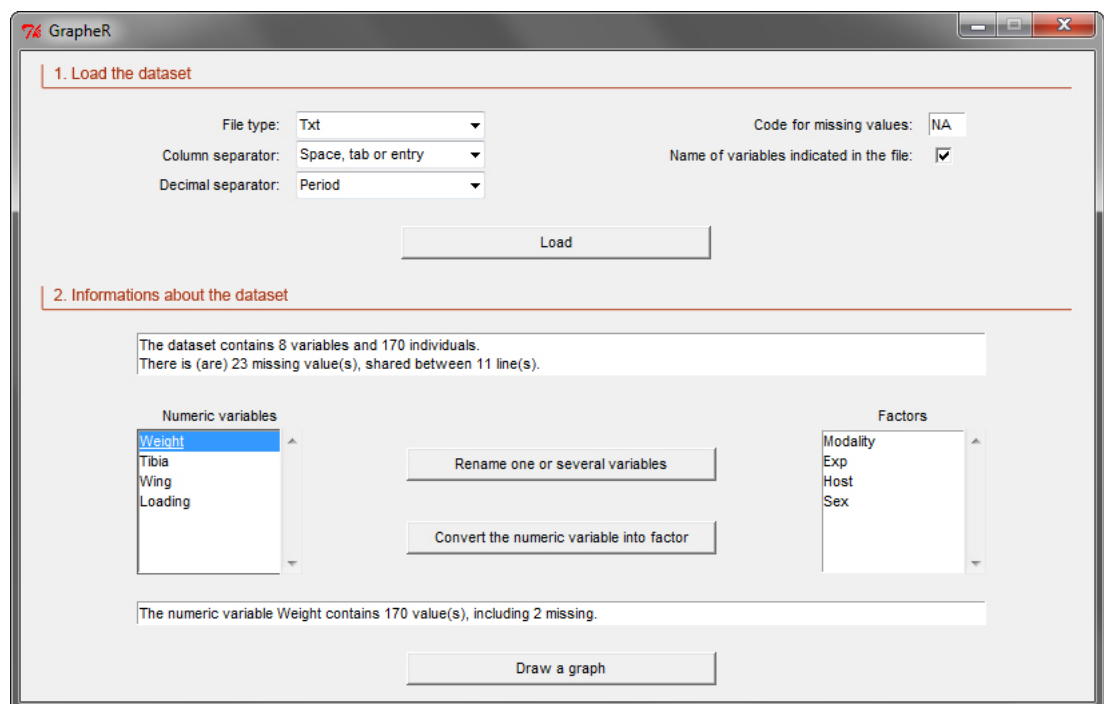 GrapheR
1. Load the dataset
File type: Txt
Code for missing values: NA
Column separator: Space, tab or entry
Name of variables indicated in the file:
Decimal separator: Period
Load
2. Informations about the dataset
The dataset contains 8 variables and 170 individuals.
There is (are) 23 missing value(s), shared between 11 line(s).
Numeric variables
Weight
Tibia
Wing
Loading
Rename one or several variables
Convert the numeric variable into factor
Factors
Modality
Exp
Host
Sex
The numeric variable Weight contains 170 value(s), including 2 missing.
Draw a graph